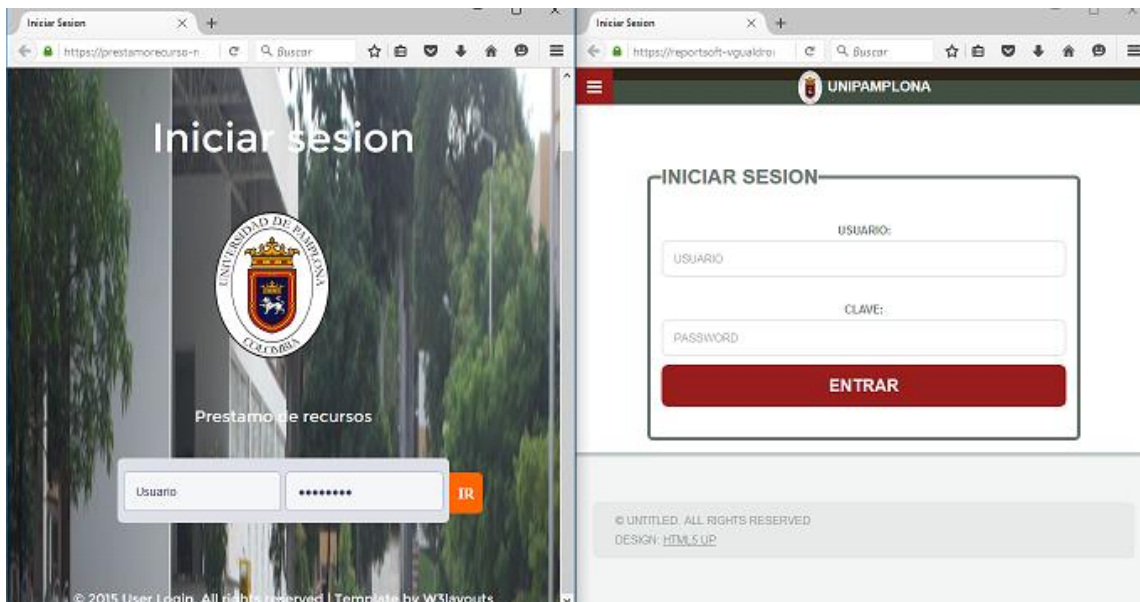 Iniciar Sesion
https://prestamorecurso-n
Buscar
Iniciar sesion
UNIVERSIDAD DE PAMPLONA
COLOMBIA
Prestamo de recursos
Usuario
••••••••
IR
© 2015 User Login. All rights reserved | Template by W3layouts
Iniciar Sesion
https://reportsoft-vgualdro
Buscar
UNIPAMPLONA
INICIAR SESION
USUARIO:
USUARIO
CLAVE:
PASSWORD
ENTRAR
© UNTITLED. ALL RIGHTS RESERVED
DESIGN: HTML5 UP